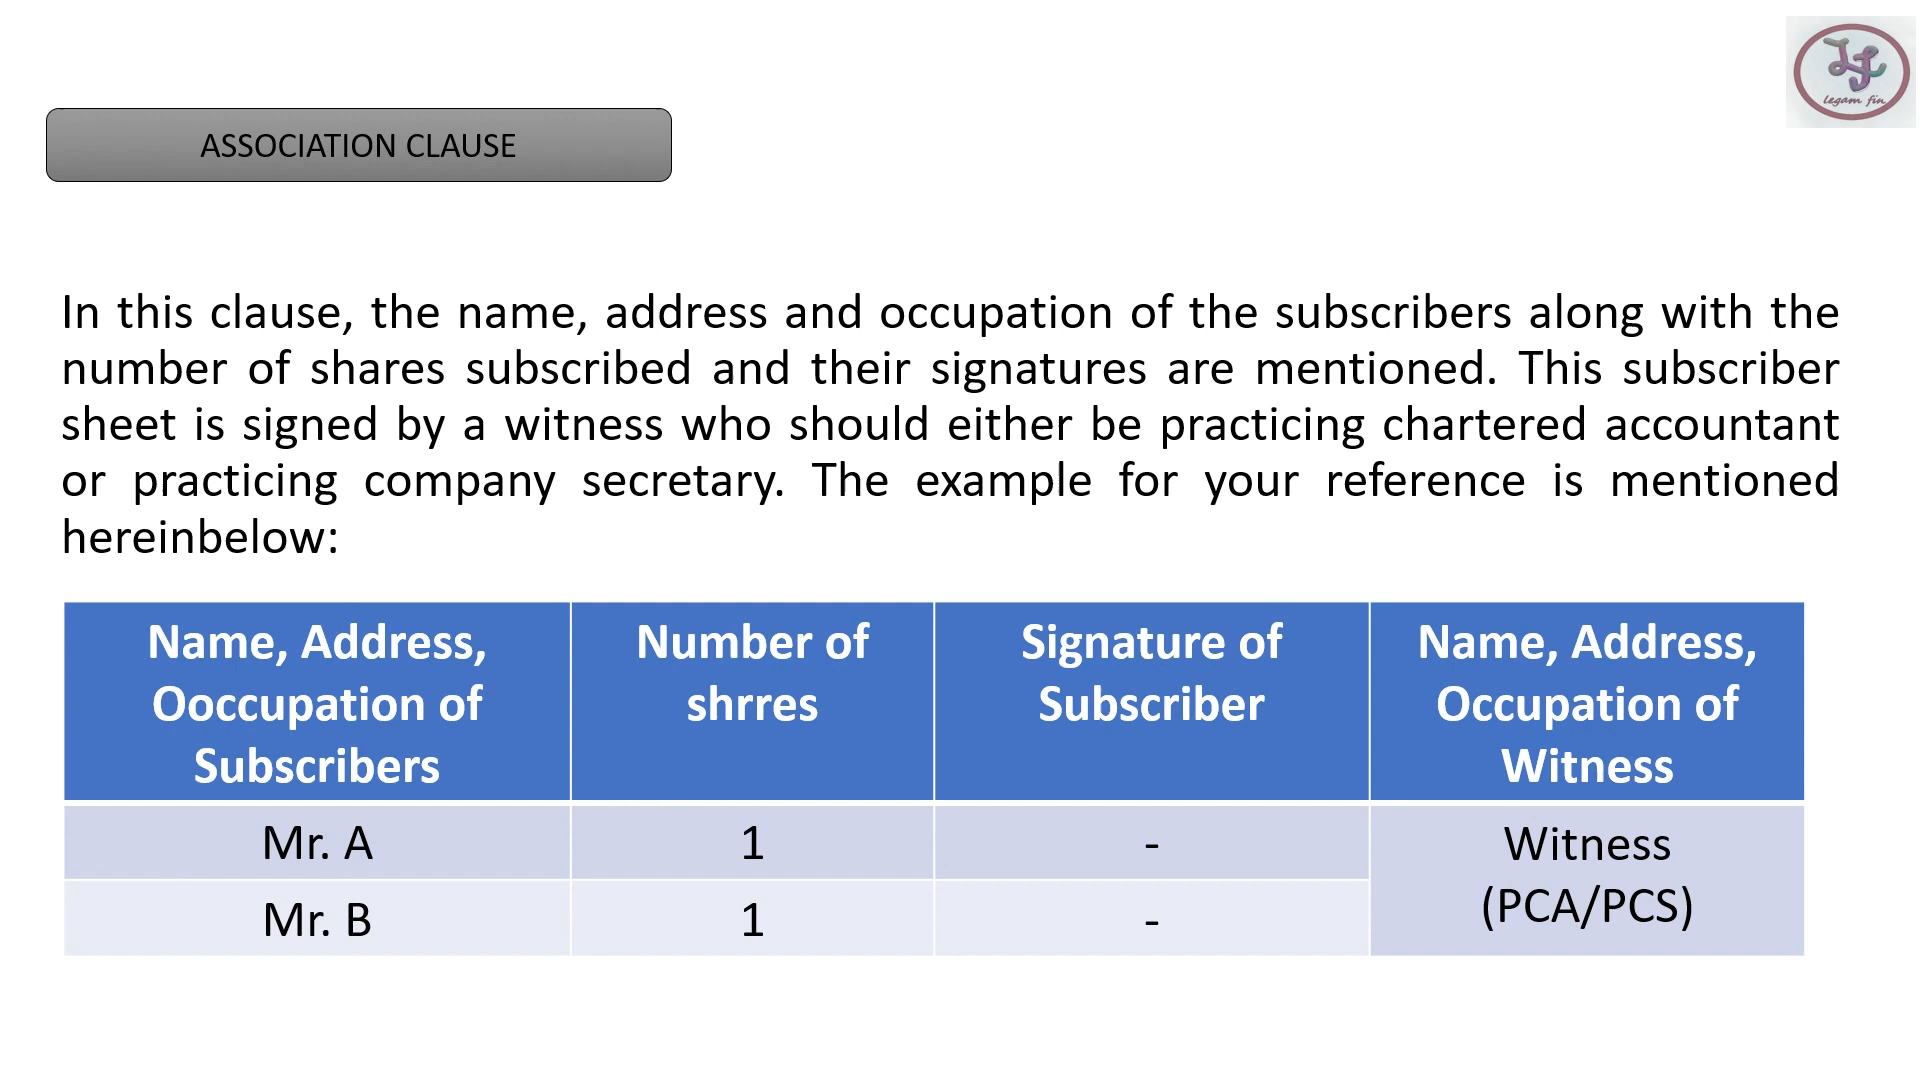 Legam fin
ASSOCIATION CLAUSE
In this clause, the name, address and occupation of the subscribers along with the
number of shares subscribed and their signatures are mentioned. This subscriber
sheet is signed by a witness who should either be practicing chartered accountant
or practicing company secretary. The example for your reference is mentioned
hereinbelow:
Name, Address,
Ooccupation of
Subscribers
Number of
shrres
Signature of
Subscriber
Name, Address,
Occupation of
Witness
Mr. A
1
-
Witness
(PCA/PCS)
Mr. B
1
-